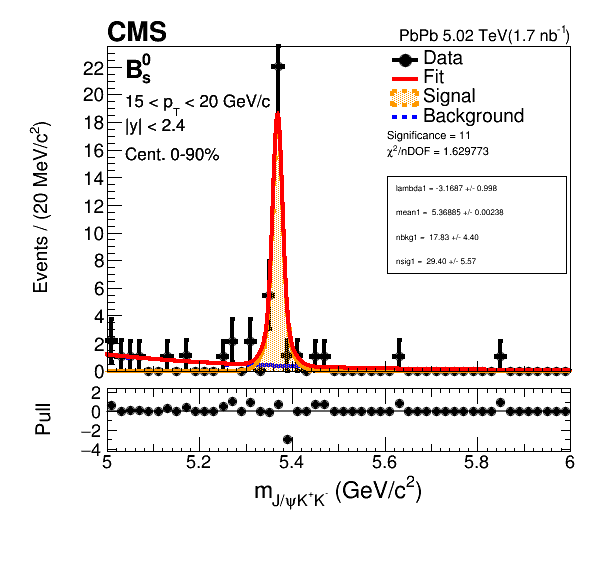 CMS
PbPb 5.02 TeV(1.7 nb⁻¹)
B⁰ₛ
15 < p_T < 20 GeV/c
|y| < 2.4
Cent. 0-90%
Data
Fit
Signal
Background
Significance = 11
χ²/nDOF = 1.629773
lambda1 = -3.1687 +/- 0.998
mean1 = 5.36885 +/- 0.00238
nbkg1 = 17.83 +/- 4.40
nsig1 = 29.40 +/- 5.57
Events / (20 MeV/c²)
22
20
18
16
14
12
10
8
6
4
2
0
Pull
2
0
−2
−4
5 5.2 5.4 5.6 5.8 6
m_J/ψK⁺K⁻ (GeV/c²)